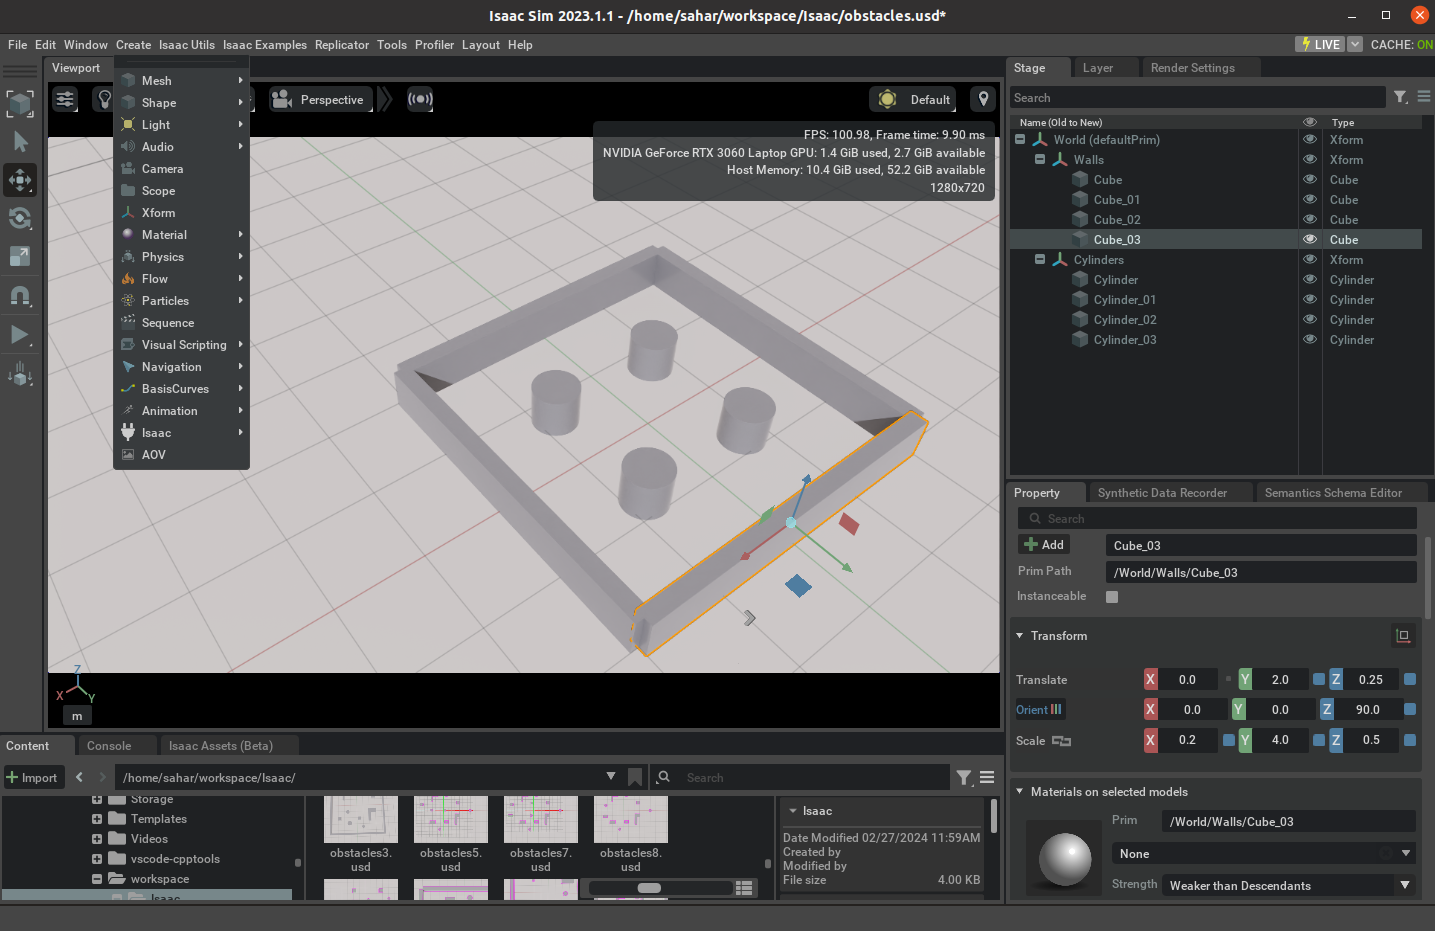 Isaac Sim 2023.1.1 - /home/sahar/workspace/Isaac/obstacles.usd*
File Edit Window Create Isaac Utils Isaac Examples Replicator Tools Profiler Layout Help
LIVE CACHE: ON
Viewport
Mesh
Shape
Light
Audio
Camera
Scope
Xform
Material
Physics
Flow
Particles
Sequence
Visual Scripting
Navigation
BasisCurves
Animation
Isaac
AOV
Perspective
Default
FPS: 100.98, Frame time: 9.90 ms
NVIDIA GeForce RTX 3060 Laptop GPU: 1.4 GiB used, 2.7 GiB available
Host Memory: 10.4 GiB used, 52.2 GiB available
1280x720
Z
X
Y
m
Stage Layer Render Settings
Search
Name (Old to New) Type
World (defaultPrim) Xform
Walls Xform
Cube Cube
Cube_01 Cube
Cube_02 Cube
Cube_03 Cube
Cylinders Xform
Cylinder Cylinder
Cylinder_01 Cylinder
Cylinder_02 Cylinder
Cylinder_03 Cylinder
Property Synthetic Data Recorder Semantics Schema Editor
Search
Add Cube_03
Prim Path /World/Walls/Cube_03
Instanceable
Transform
Translate X 0.0 Y 2.0 Z 0.25
Orient X 0.0 Y 0.0 Z 90.0
Scale X 0.2 Y 4.0 Z 0.5
Materials on selected models
Prim /World/Walls/Cube_03
None
Strength Weaker than Descendants
Content Console Isaac Assets (Beta)
Import /home/sahar/workspace/Isaac/ Search
Storage
Templates
Videos
vscode-cpptools
workspace
Isaac
obstacles3.
usd
obstacles5.
usd
obstacles7.
usd
obstacles8.
usd
Isaac
Date Modified 02/27/2024 11:59AM
Created by
Modified by
File size 4.00 KB